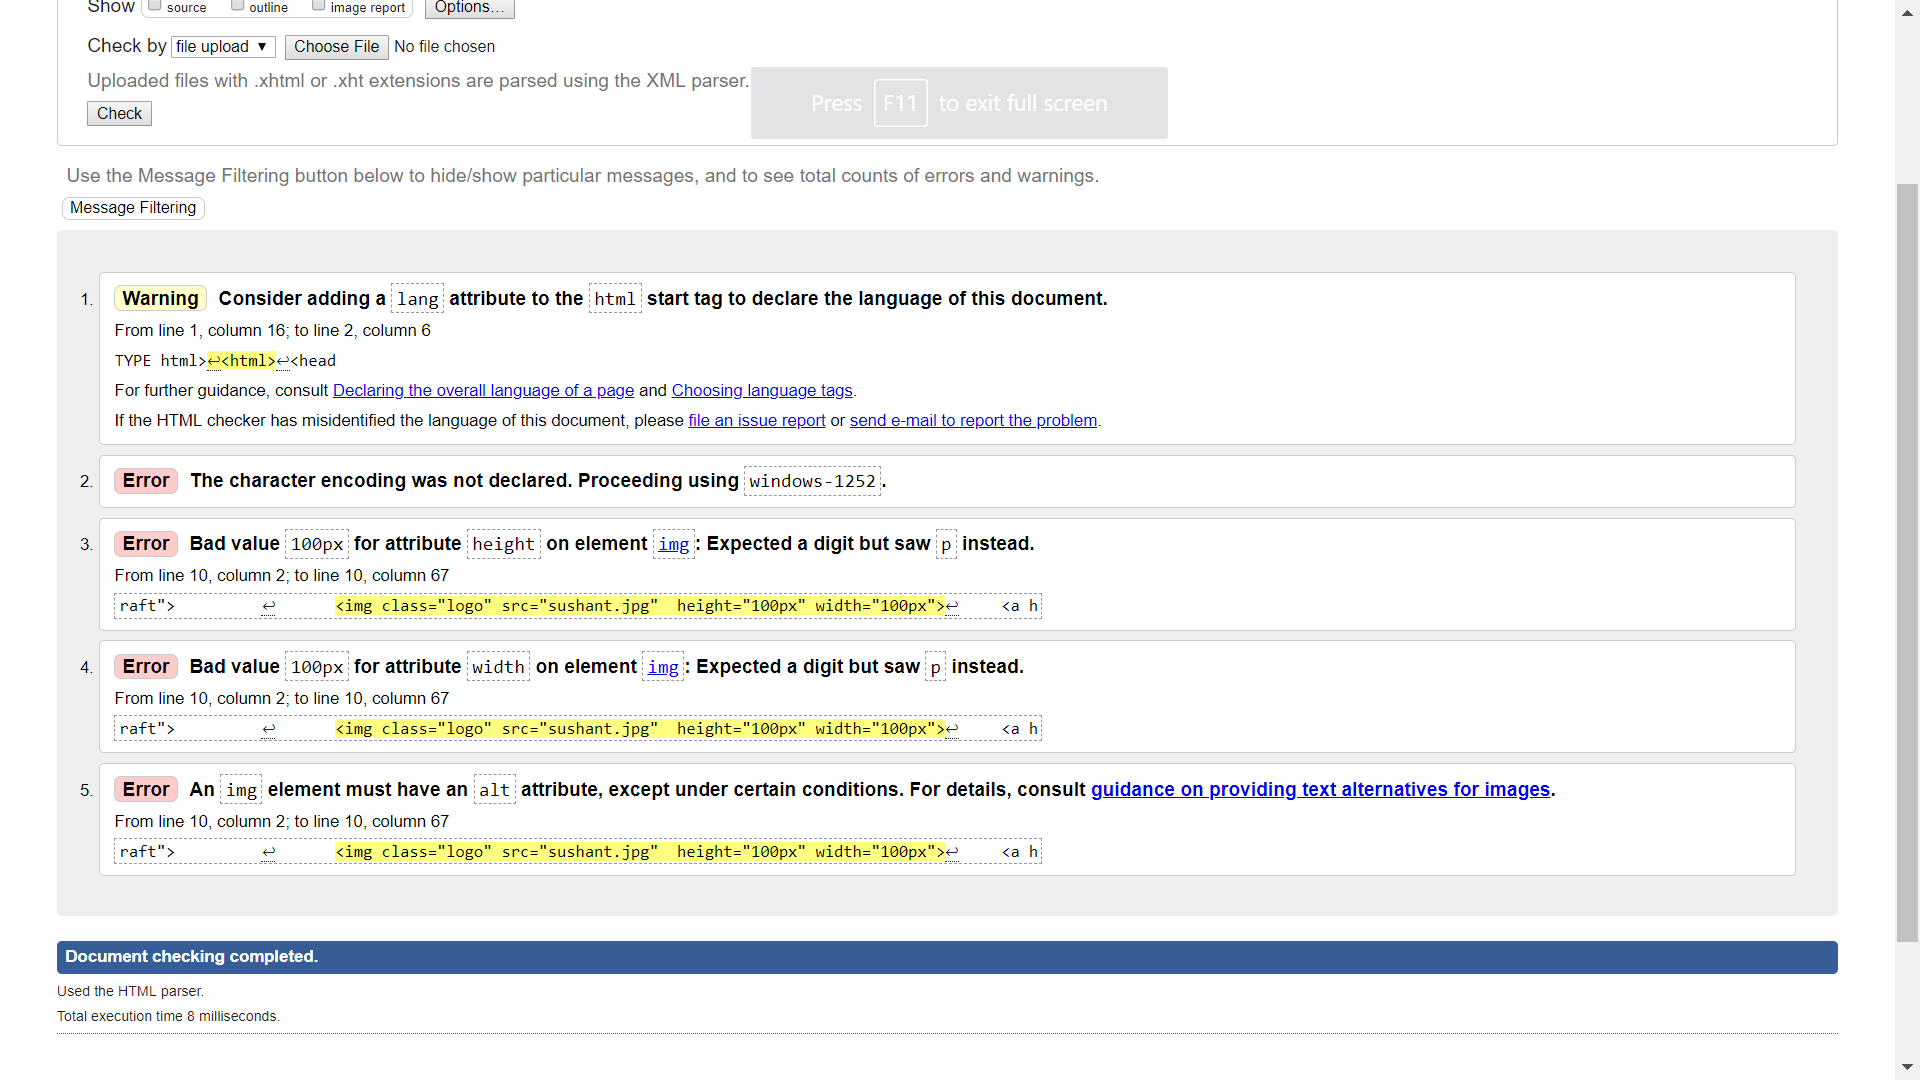 Show source outline image report Options...
Check by file upload ▼ Choose File No file chosen
Uploaded files with .xhtml or .xht extensions are parsed using the XML parser.
Press F11 to exit full screen
Check
Use the Message Filtering button below to hide/show particular messages, and to see total counts of errors and warnings.
Message Filtering
1. Warning Consider adding a lang attribute to the html start tag to declare the language of this document.
From line 1, column 16; to line 2, column 6
TYPE html>↩<html>↩<head
For further guidance, consult Declaring the overall language of a page and Choosing language tags.
If the HTML checker has misidentified the language of this document, please file an issue report or send e-mail to report the problem.
2. Error The character encoding was not declared. Proceeding using windows-1252.
3. Error Bad value 100px for attribute height on element img: Expected a digit but saw p instead.
From line 10, column 2; to line 10, column 67
raft"> ↩ <img class="logo" src="sushant.jpg"  height="100px" width="100px">↩ <a h
4. Error Bad value 100px for attribute width on element img: Expected a digit but saw p instead.
From line 10, column 2; to line 10, column 67
raft"> ↩ <img class="logo" src="sushant.jpg"  height="100px" width="100px">↩ <a h
5. Error An img element must have an alt attribute, except under certain conditions. For details, consult guidance on providing text alternatives for images.
From line 10, column 2; to line 10, column 67
raft"> ↩ <img class="logo" src="sushant.jpg"  height="100px" width="100px">↩ <a h
Document checking completed.
Used the HTML parser.
Total execution time 8 milliseconds.